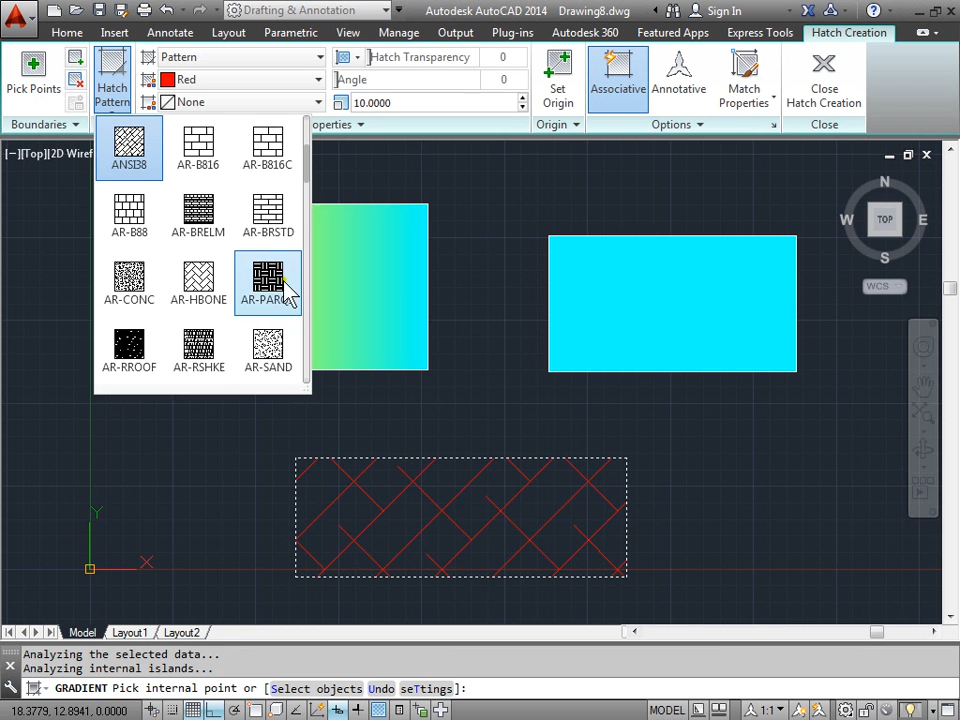 Drafting & Annotation
Autodesk AutoCAD 2014 Drawing8.dwg
Sign In
Home Insert Annotate Layout Parametric View Manage Output Plug-ins Autodesk 360 Featured Apps Express Tools Hatch Creation
Pick Points
Hatch
Pattern
Pattern
Red
None
Hatch Transparency 0
Angle 0
10.0000
Set
Origin
Associative
Annotative
Match
Properties
Close
Hatch Creation
Boundaries
Origin
Options
Close
[−][Top][2D
ANSI38 AR-B816 AR-B816C
AR-B88 AR-BRELM AR-BRSTD
AR-CONC AR-HBONE
AR-RROOF AR-RSHKE AR-SAND
N
W TOP E
S
WCS
Y
X
Model Layout1 Layout2
Analyzing the selected data...
Analyzing internal islands...
GRADIENT Pick internal point or [Select objects Undo seTtings]:
18.3779, 12.8941, 0.0000
MODEL
1:1